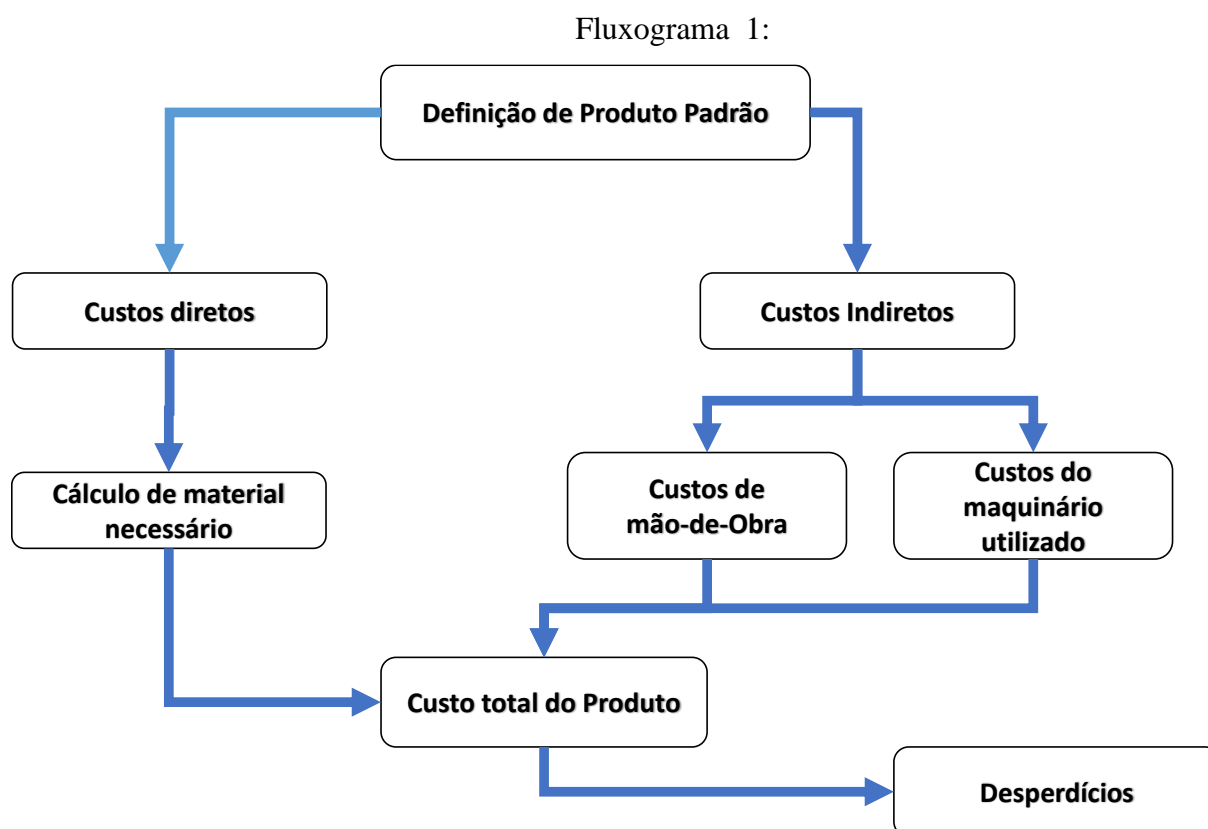 Fluxograma 1:
Definição de Produto Padrão
Custos diretos
Custos Indiretos
Cálculo de material
necessário
Custos de
mão-de-Obra
Custos do
maquinário
utilizado
Custo total do Produto
Desperdícios